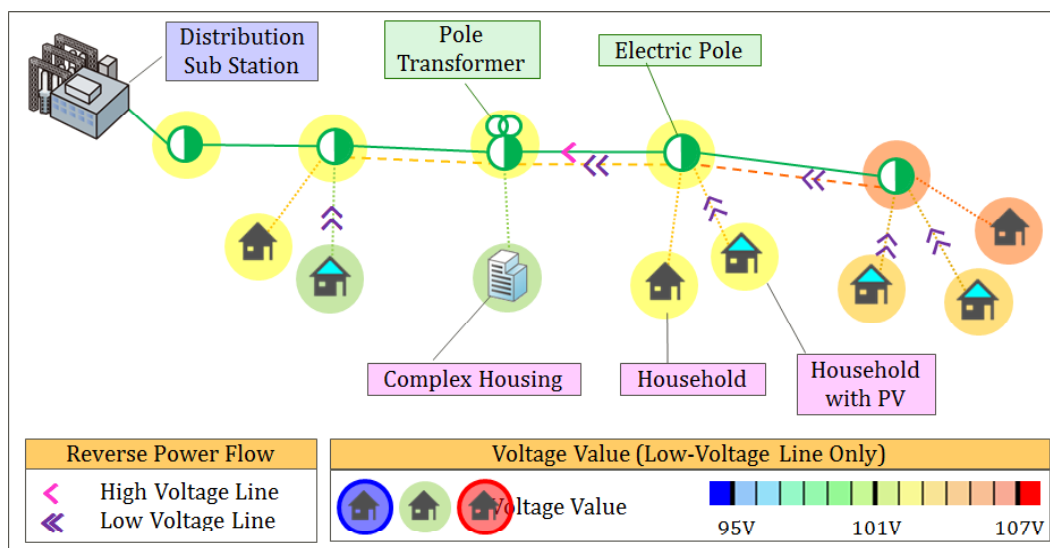 Distribution
Sub Station
Pole
Transformer
Electric Pole
Complex Housing
Household
Household
with PV
Reverse Power Flow
High Voltage Line
Low Voltage Line
Voltage Value (Low-Voltage Line Only)
Voltage Value
95V
101V
107V